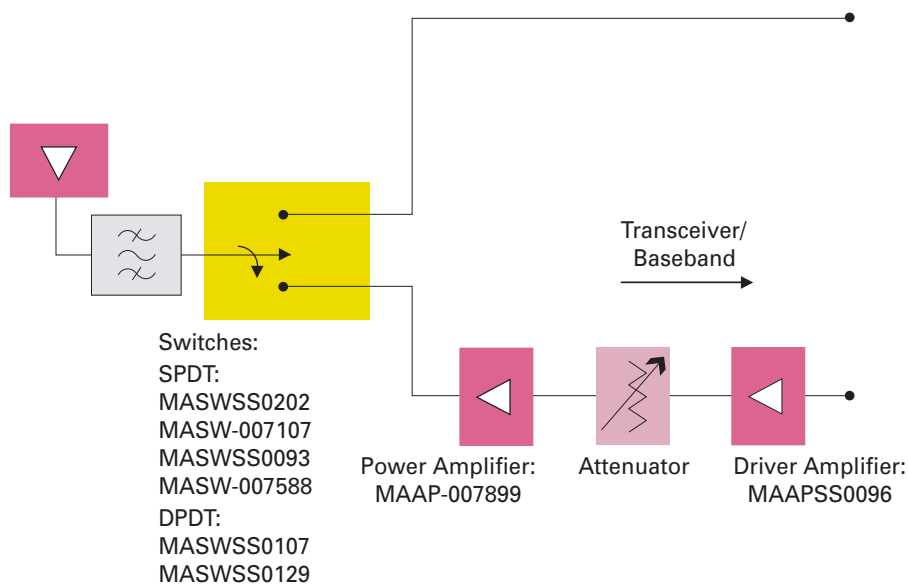 Transceiver/
Baseband
Switches:
SPDT:
MASWSS0202
MASW-007107
MASWSS0093
MASW-007588
DPDT:
MASWSS0107
MASWSS0129
Power Amplifier:
MAAP-007899
Attenuator
Driver Amplifier:
MAAPSS0096